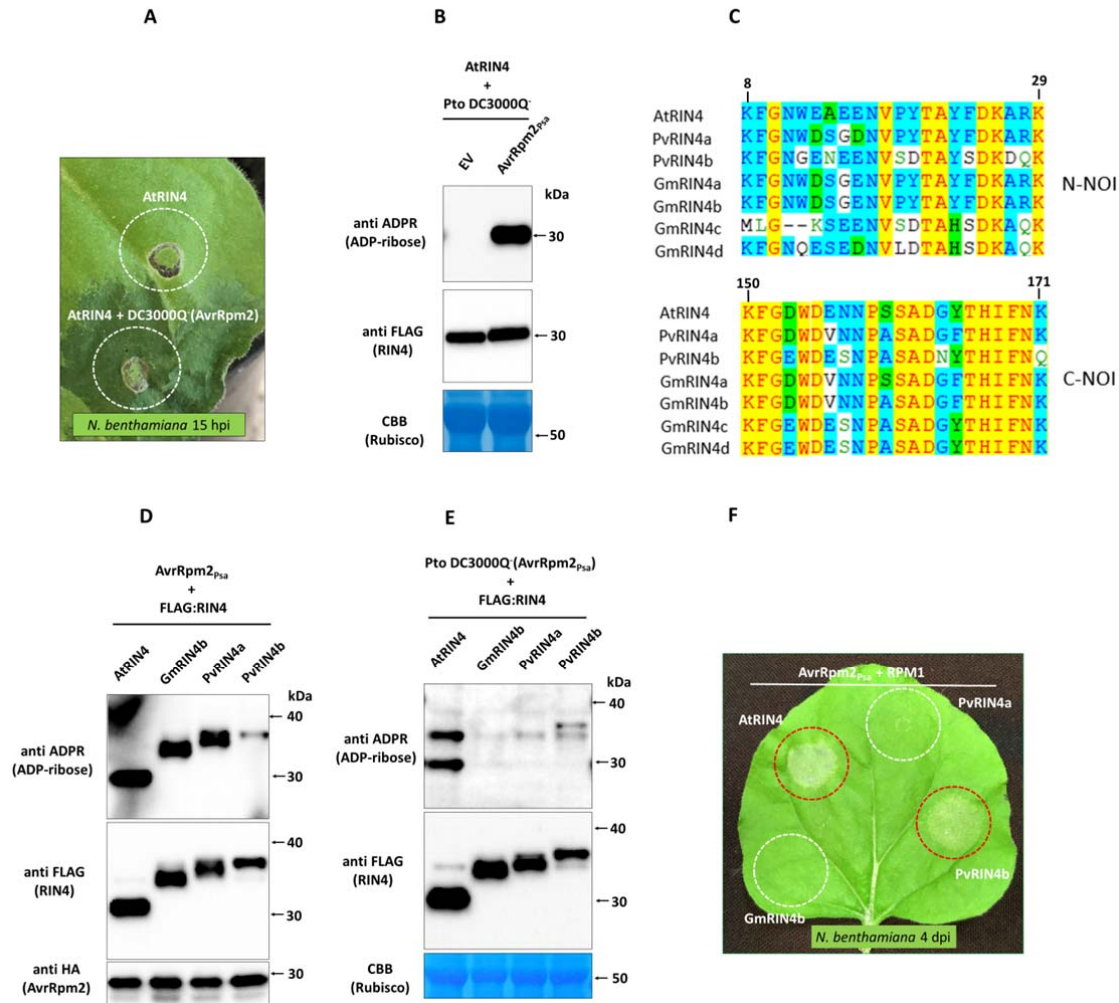 A
AtRIN4
AtRIN4 + DC3000Q⁻(AvrRpm2)
N. benthamiana 15 hpi
B
AtRIN4
+
Pto DC3000Q⁻
EV
AvrRpm2Psa
kDa
anti ADPR
(ADP-ribose)
30
anti FLAG
(RIN4)
30
CBB
(Rubisco)
50
C
8 29
AtRIN4 KFGNWEAEENVPYTAYFDKARK
PvRIN4a KFGNWDSGDNVPYTAYFDKARK
PvRIN4b KFGNGENEENVSDTAYSDKDQK
GmRIN4a KFGNWDSGENVPYTAYFDKARK
GmRIN4b KFGNWDSGENVPYTAYFDKARK
GmRIN4c MLG--KSEENVSDTAHSDKAQK
GmRIN4d KFGNQESEDNVLDTAHSDKAQK
N-NOI
150 171
AtRIN4 KFGDWDENNPSSADGYTHIFNK
PvRIN4a KFGDWDVNNPASADGFTHIFNK
PvRIN4b KFGEWDESNPASADNYTHIFNQ
GmRIN4a KFGDWDVNNPSSADGFTHIFNK
GmRIN4b KFGDWDVNNPASADGFTHIFNK
GmRIN4c KFGEWDESNPASADGYTHIFNK
GmRIN4d KFGEWDESNPASADGYTHIFNK
C-NOI
D
AvrRpm2Psa
+
FLAG:RIN4
AtRIN4
GmRIN4b
PvRIN4a
PvRIN4b
kDa
anti ADPR
(ADP-ribose)
40
30
anti FLAG
(RIN4)
40
30
anti HA
(AvrRpm2)
30
E
Pto DC3000Q⁻(AvrRpm2Psa)
+
FLAG:RIN4
AtRIN4
GmRIN4b
PvRIN4a
PvRIN4b
kDa
anti ADPR
(ADP-ribose)
40
30
anti FLAG
(RIN4)
40
30
CBB
(Rubisco)
50
F
AvrRpm2Psa + RPM1
AtRIN4
PvRIN4a
GmRIN4b
PvRIN4b
N. benthamiana 4 dpi